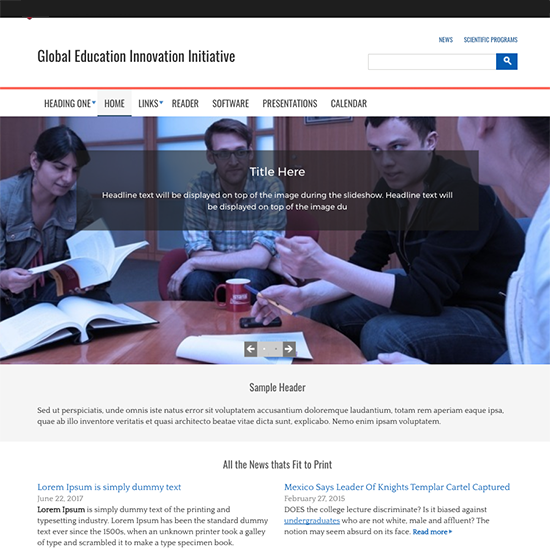 NEWS SCIENTIFIC PROGRAMS
Global Education Innovation Initiative
HEADING ONE HOME LINKS READER SOFTWARE PRESENTATIONS CALENDAR
Title Here
Headline text will be displayed on top of the image during the slideshow. Headline text will
be displayed on top of the image du
Sample Header
Sed ut perspiciatis, unde omnis iste natus error sit voluptatem accusantium doloremque laudantium, totam rem aperiam eaque ipsa,
quae ab illo inventore veritatis et quasi architecto beatae vitae dicta sunt, explicabo. Nemo enim ipsam voluptatem.
All the News thats Fit to Print
Lorem Ipsum is simply dummy text
June 22, 2017
Lorem Ipsum is simply dummy text of the printing and
typesetting industry. Lorem Ipsum has been the standard dummy
text ever since the 1500s, when an unknown printer took a galley
of type and scrambled it to make a type specimen book.
Mexico Says Leader Of Knights Templar Cartel Captured
February 27, 2015
DOES the college lecture discriminate? Is it biased against
undergraduates who are not white, male and affluent? The
notion may seem absurd on its face. Read more